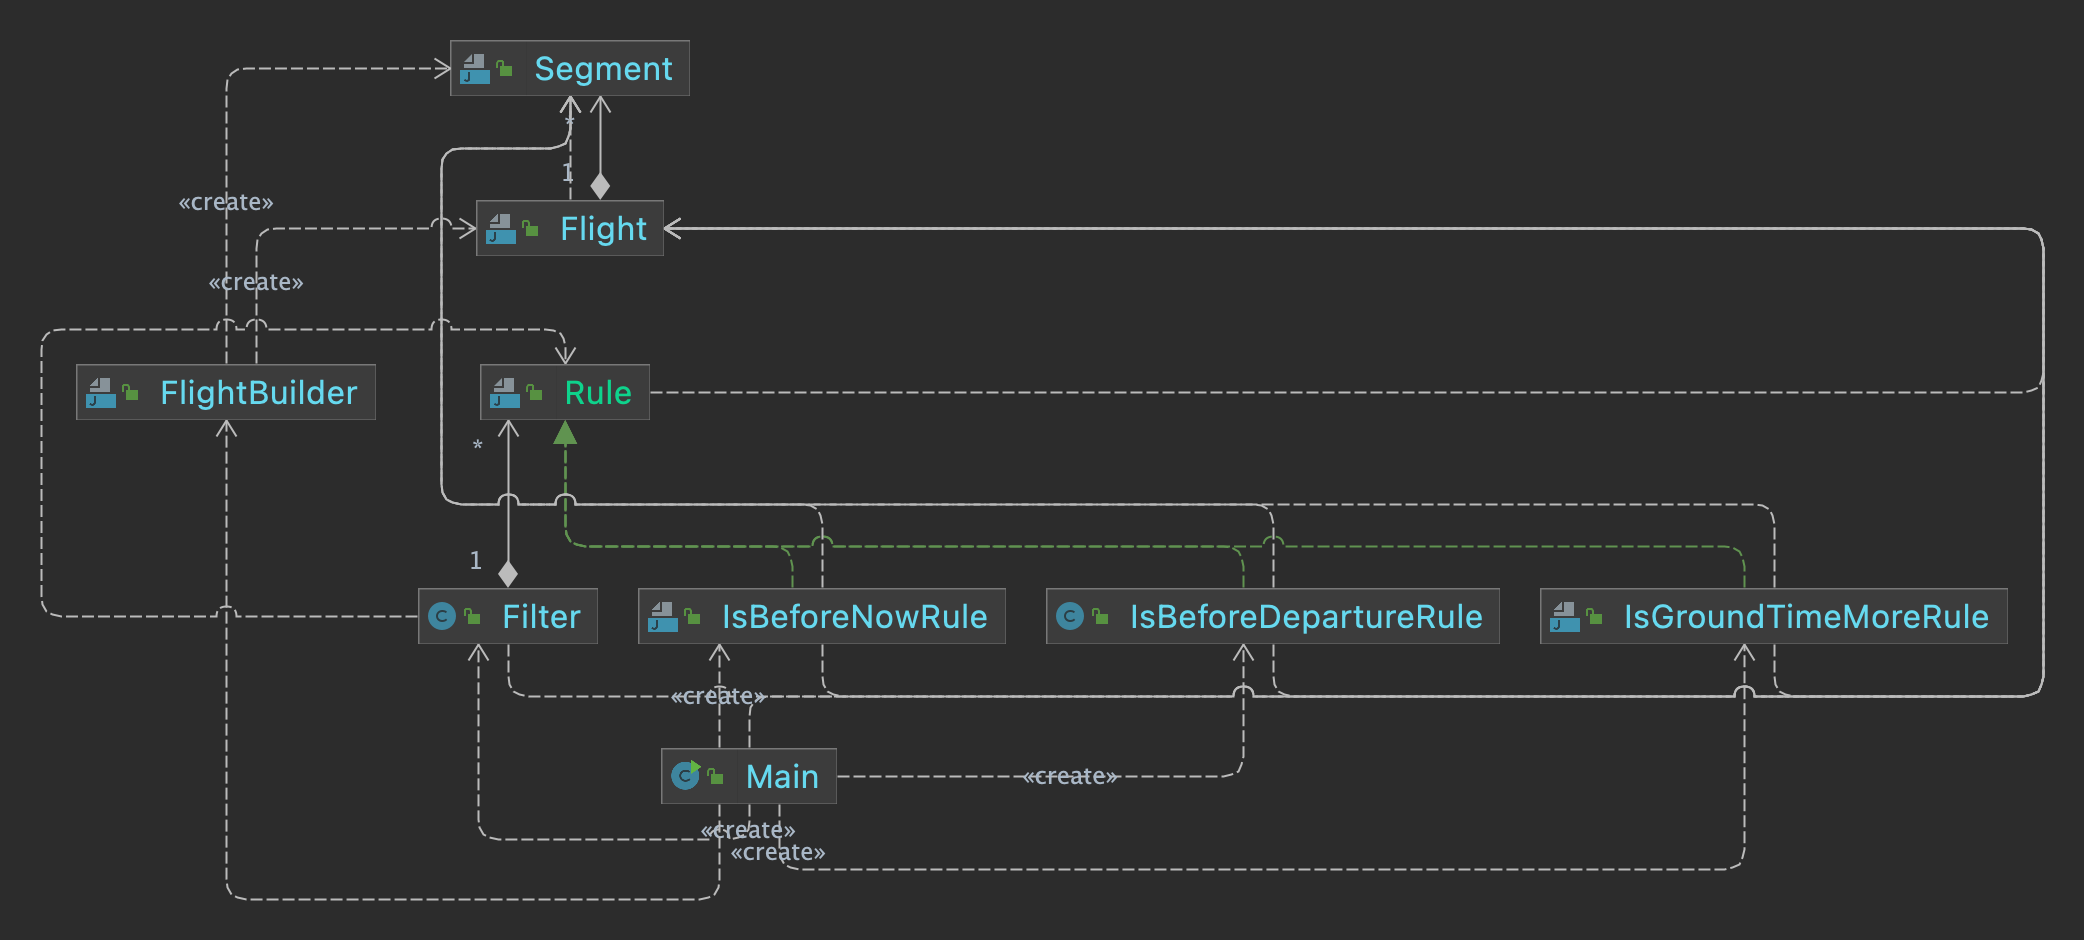 Segment
*
1
«create»
Flight
«create»
FlightBuilder
Rule
*
1
Filter
IsBeforeNowRule
IsBeforeDepartureRule
IsGroundTimeMoreRule
«create»
Main
«create»
«create»
«create»